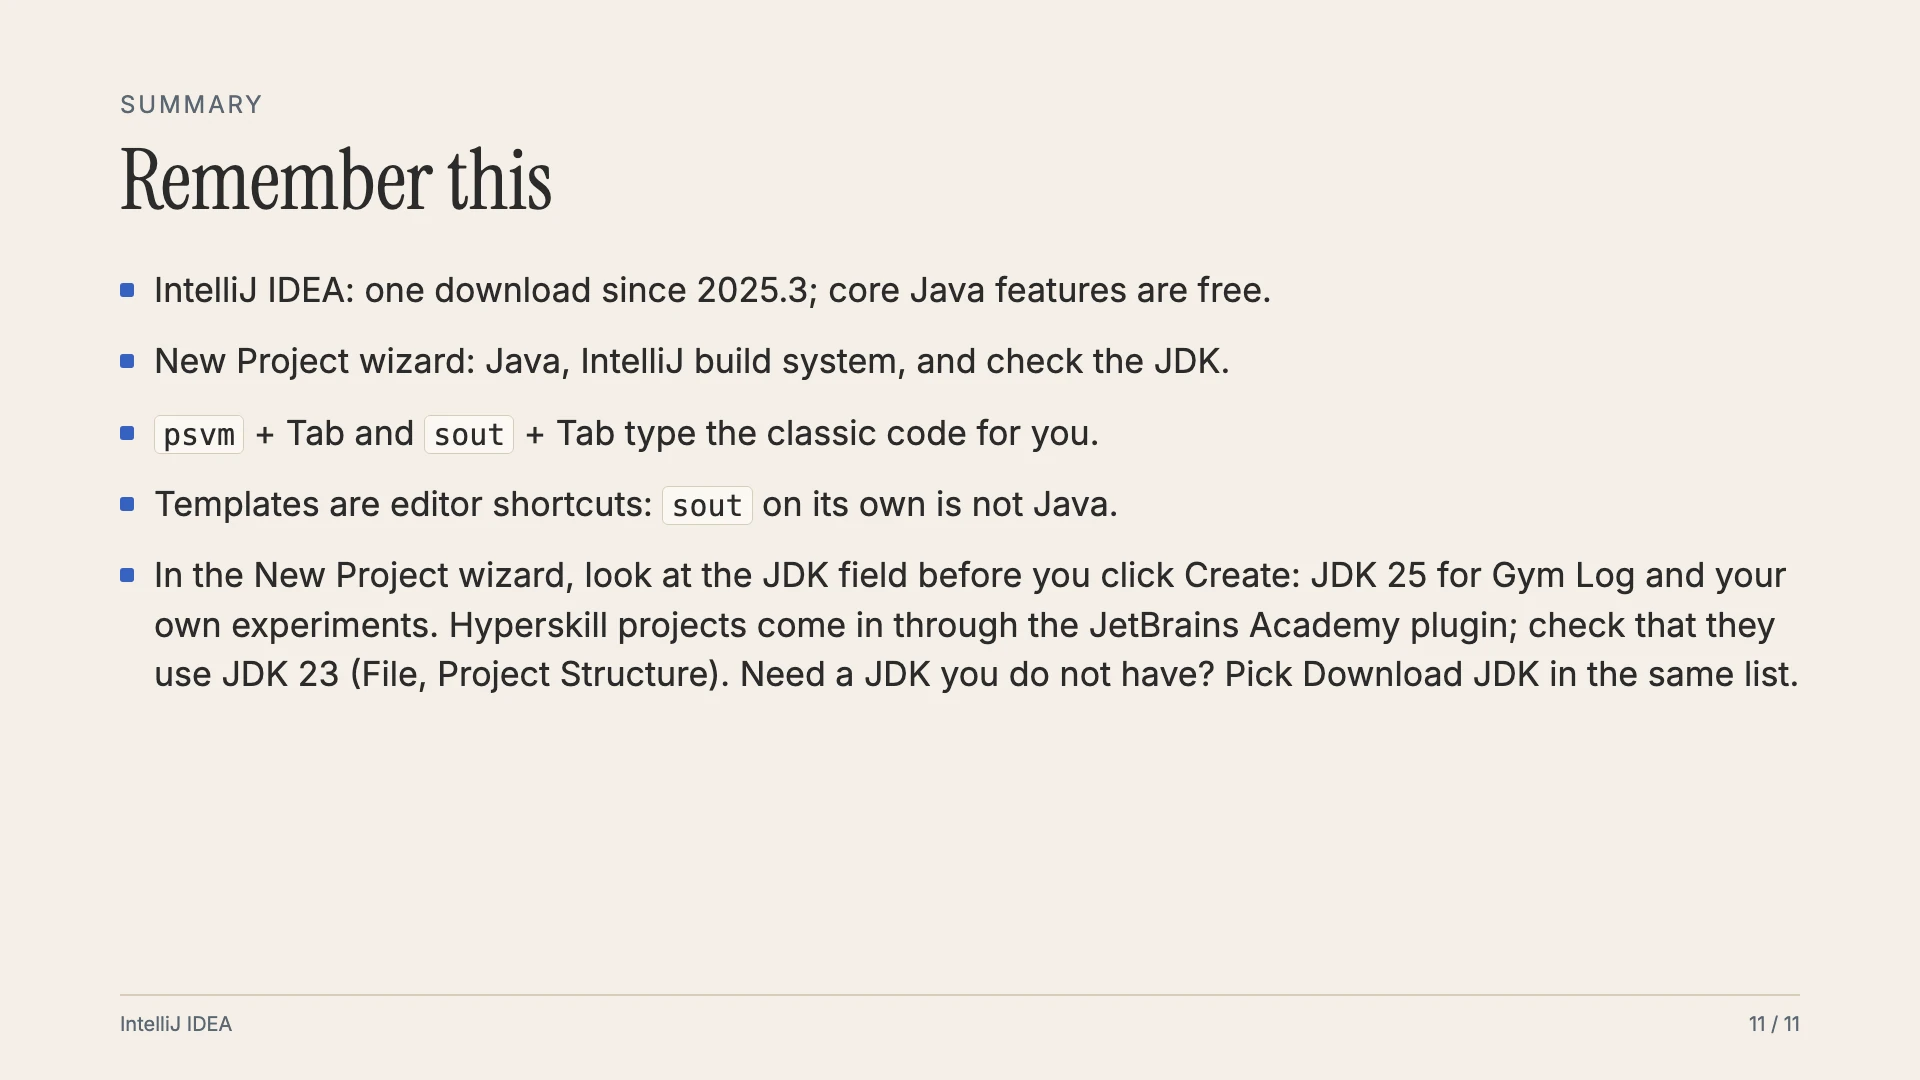 SUMMARY
Remember this
IntelliJ IDEA: one download since 2025.3; core Java features are free.
New Project wizard: Java, IntelliJ build system, and check the JDK.
psvm + Tab and sout + Tab type the classic code for you.
Templates are editor shortcuts: sout on its own is not Java.
In the New Project wizard, look at the JDK field before you click Create: JDK 25 for Gym Log and your
own experiments. Hyperskill projects come in through the JetBrains Academy plugin; check that they
use JDK 23 (File, Project Structure). Need a JDK you do not have? Pick Download JDK in the same list.
IntelliJ IDEA
11 / 11